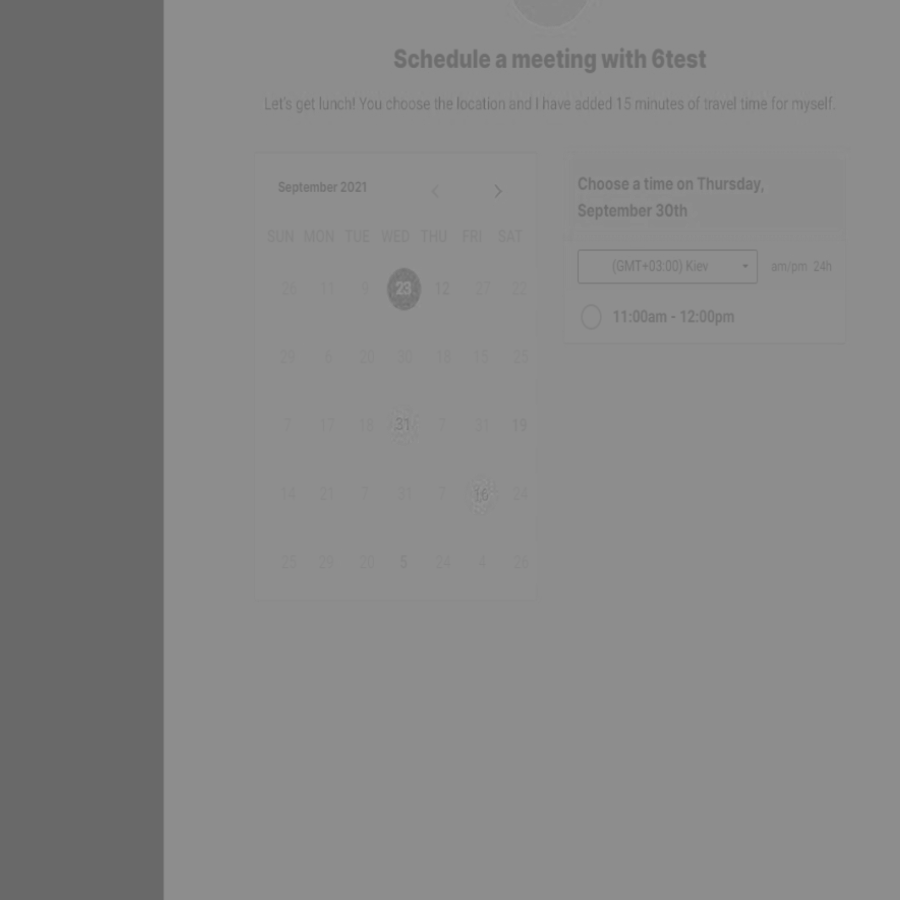 Schedule a meeting with 6test
Let's get lunch! You choose the location and I have added 15 minutes of travel time for myself.
September 2021
SUN MON TUE WED THU FRI SAT
26 11 9 23 12 27 22
29 6 20 30 18 15 25
7 17 18 31 7 31 19
14 21 7 31 7 16 24
25 29 20 5 24 4 26
Choose a time on Thursday,
September 30th
(GMT+03:00) Kiev am/pm 24h
11:00am - 12:00pm